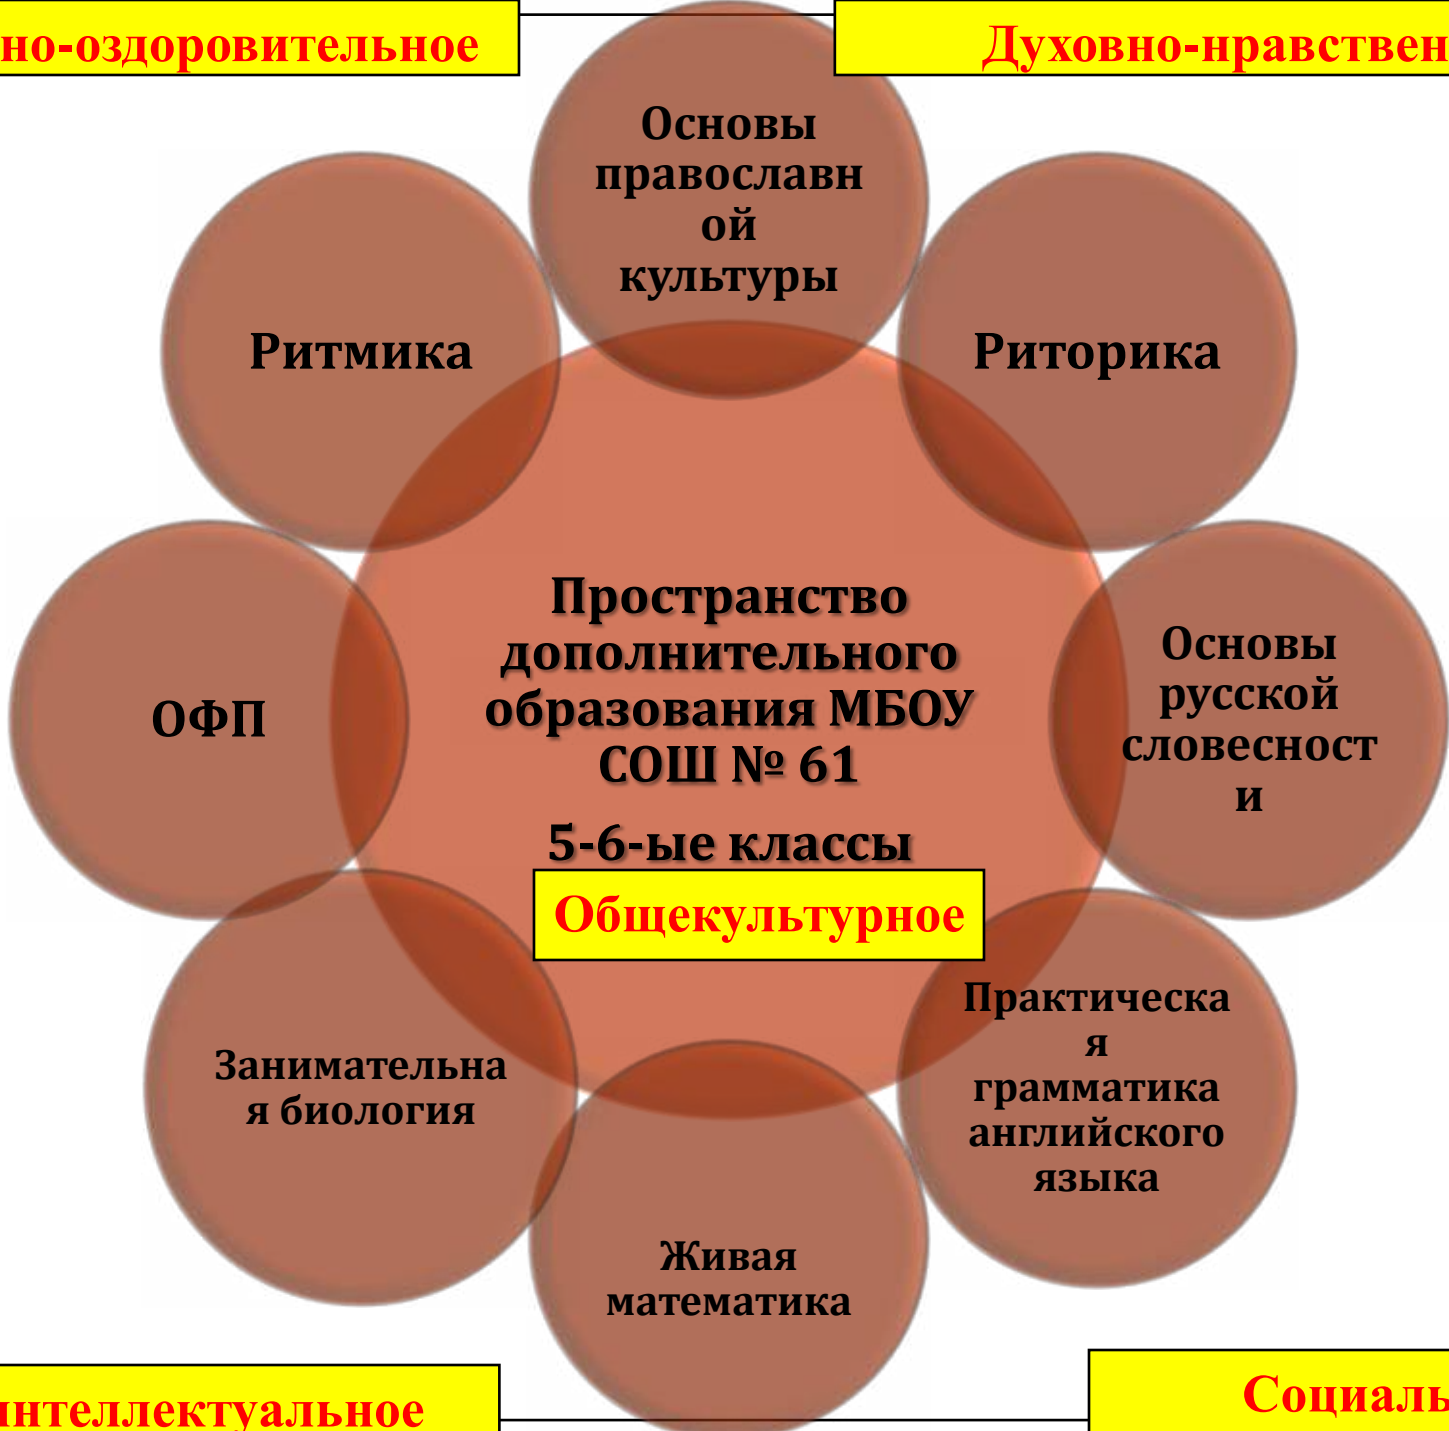 но-оздоровительное
Духовно-нравствен
Основы
православн
ой
культуры
Ритмика
Риторика
Пространство
дополнительного
образования МБОУ
СОШ № 61
5-6-ые классы
ОФП
Основы
русской
словесност
и
Общекультурное
Практическа
я
грамматика
английского
языка
Занимательна
я биология
Живая
математика
интеллектуальное
Социаль